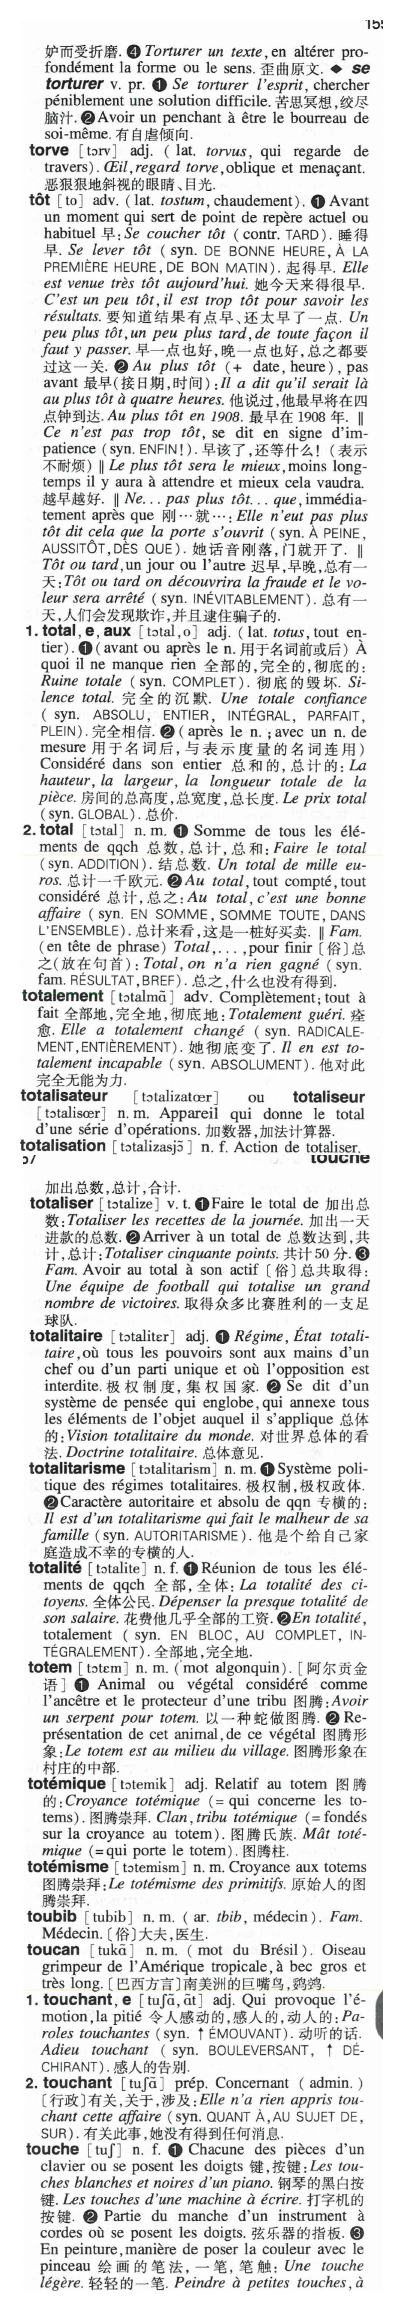 155
妒而受折磨. ❹ Torturer un texte, en altérer pro-
fondément la forme ou le sens. 歪曲原文. ◆ se
torturer v. pr. ❶ Se torturer l'esprit, chercher
péniblement une solution difficile. 苦思冥想,绞尽
脑汁. ❷ Avoir un penchant à être le bourreau de
soi-même. 有自虐倾向.
torve [tɔrv] adj. ( lat. torvus, qui regarde de
travers). Œil, regard torve, oblique et menaçant.
恶狠狠地斜视的眼睛、目光.
tôt [to] adv. (lat. tostum, chaudement). ❶ Avant
un moment qui sert de point de repère actuel ou
habituel 早: Se coucher tôt ( contr. TARD). 睡得
早. Se lever tôt ( syn. DE BONNE HEURE, À LA
PREMIÈRE HEURE, DE BON MATIN). 起得早. Elle
est venue très tôt aujourd'hui. 她今天来得很早.
C'est un peu tôt, il est trop tôt pour savoir les
résultats. 要知道结果有点早、还太早了一点. Un
peu plus tôt, un peu plus tard, de toute façon il
faut y passer. 早一点也好,晚一点也好,总之都要
过这一关. ❷ Au plus tôt (+ date, heure), pas
avant 最早(接日期,时间): Il a dit qu'il serait là
au plus tôt à quatre heures. 他说过,他最早将在四
点钟到达. Au plus tôt en 1908. 最早在 1908 年. ‖
Ce n'est pas trop tôt, se dit en signe d'im-
patience (syn. ENFIN!). 早该了,还等什么! (表示
不耐烦) ‖ Le plus tôt sera le mieux, moins long-
temps il y aura à attendre et mieux cela vaudra.
越早越好. ‖ Ne... pas plus tôt... que, immédia-
tement après que 刚…就…: Elle n'eut pas plus
tôt dit cela que la porte s'ouvrit (syn. À PEINE,
AUSSITÔT, DÈS QUE). 她话音刚落,门就开了. ‖
Tôt ou tard, un jour ou l'autre 迟早,早晚,总有一
天: Tôt ou tard on découvrira la fraude et le vo-
leur sera arrêté ( syn. INÉVITABLEMENT). 总有一
天,人们会发现欺诈,并且逮住骗子的.
1. total, e, aux [tɔtal,o] adj. (lat. totus, tout en-
tier). ❶ (avant ou après le n. 用于名词前或后) À
quoi il ne manque rien 全部的,完全的,彻底的:
Ruine totale ( syn. COMPLET). 彻底的毁坏. Si-
lence total. 完全的沉默. Une totale confiance
( syn. ABSOLU, ENTIER, INTÉGRAL, PARFAIT,
PLEIN). 完全相信. ❷ (après le n. ; avec un n. de
mesure 用于名词后, 与表示度量的名词连用)
Considéré dans son entier 总和的, 总计的: La
hauteur, la largeur, la longueur totale de la
pièce. 房间的总高度,总宽度,总长度. Le prix total
(syn. GLOBAL). 总价.
2. total [tɔtal] n. m. ❶ Somme de tous les élé-
ments de qqch 总数,总计,总和: Faire le total
(syn. ADDITION). 结总数. Un total de mille eu-
ros. 总计一千欧元. ❷ Au total, tout compté, tout
considéré 总计,总之: Au total, c'est une bonne
affaire ( syn. EN SOMME, SOMME TOUTE, DANS
L'ENSEMBLE). 总计来看,这是一桩好买卖. ‖ Fam.
(en tête de phrase) Total,..., pour finir [俗]总
之(放在句首): Total, on n'a rien gagné (syn.
fam. RÉSULTAT, BREF). 总之,什么也没有得到.
totalement [tɔtalmɑ̃] adv. Complètement; tout à
fait 全部地,完全地,彻底地: Totalement guéri. 痊
愈. Elle a totalement changé ( syn. RADICALE-
MENT, ENTIÈREMENT). 她彻底变了. Il en est to-
talement incapable (syn. ABSOLUMENT). 他对此
完全无能为力.
totalisateur [tɔtalizatœr] ou totaliseur
[tɔtalisœr] n. m. Appareil qui donne le total
d'une série d'opérations. 加数器,加法计算器.
totalisation [tɔtalizasjɔ̃] n. f. Action de totaliser.
57 touche
加出总数,总计,合计.
totaliser [tɔtalize] v. t. ❶ Faire le total de 加出总
数: Totaliser les recettes de la journée. 加出一天
进款的总数. ❷ Arriver à un total de 总数达到,共
计,总计: Totaliser cinquante points. 共计 50 分. ❸
Fam. Avoir au total à son actif [俗]总共取得:
Une équipe de football qui totalise un grand
nombre de victoires. 取得众多比赛胜利的一支足
球队.
totalitaire [tɔtalitɛr] adj. ❶ Régime, État totali-
taire, où tous les pouvoirs sont aux mains d'un
chef ou d'un parti unique et où l'opposition est
interdite. 极权制度, 集权国家. ❷ Se dit d'un
système de pensée qui englobe, qui annexe tous
les éléments de l'objet auquel il s'applique 总体
的: Vision totalitaire du monde. 对世界总体的看
法. Doctrine totalitaire. 总体意见.
totalitarisme [tɔtalitarism] n. m. ❶ Système poli-
tique des régimes totalitaires. 极权制,极权政体.
❷ Caractère autoritaire et absolu de qqn 专横的:
Il est d'un totalitarisme qui fait le malheur de sa
famille (syn. AUTORITARISME). 他是个给自己家
庭造成不幸的专横的人.
totalité [tɔtalite] n. f. ❶ Réunion de tous les élé-
ments de qqch 全部,全体: La totalité des ci-
toyens. 全体公民. Dépenser la presque totalité de
son salaire. 花费他几乎全部的工资. ❷ En totalité,
totalement ( syn. EN BLOC, AU COMPLET, IN-
TÉGRALEMENT). 全部地,完全地.
totem [tɔtɛm] n. m. (mot algonquin). [阿尔贡金
语] ❶ Animal ou végétal considéré comme
l'ancêtre et le protecteur d'une tribu 图腾: Avoir
un serpent pour totem. 以一种蛇做图腾. ❷ Re-
présentation de cet animal, de ce végétal 图腾形
象: Le totem est au milieu du village. 图腾形象在
村庄的中部.
totémique [tɔtemik] adj. Relatif au totem 图腾
的: Croyance totémique (= qui concerne les to-
tems). 图腾崇拜. Clan, tribu totémique (= fondés
sur la croyance au totem). 图腾氏族. Mât toté-
mique (= qui porte le totem). 图腾柱.
totémisme [tɔtemism] n. m. Croyance aux totems
图腾崇拜: Le totémisme des primitifs. 原始人的图
腾崇拜.
toubib [tubib] n. m. ( ar. tbib, médecin). Fam.
Médecin. [俗]大夫,医生.
toucan [tukɑ̃] n. m. ( mot du Brésil). Oiseau
grimpeur de l'Amérique tropicale, à bec gros et
très long. [巴西方言]南美洲的巨嘴鸟,鹀鹀.
1. touchant, e [tuʃɑ̃, ɑ̃t] adj. Qui provoque l'é-
motion, la pitié 令人感动的,感人的,动人的: Pa-
roles touchantes (syn. ↑ ÉMOUVANT). 动听的话.
Adieu touchant ( syn. BOULEVERSANT, ↑ DÉ-
CHIRANT). 感人的告别.
2. touchant [tuʃɑ̃] prép. Concernant ( admin. )
[行政]有关,关于,涉及: Elle n'a rien appris tou-
chant cette affaire (syn. QUANT À, AU SUJET DE,
SUR). 有关此事,她没有得到任何消息.
touche [tuʃ] n. f. ❶ Chacune des pièces d'un
clavier ou se posent les doigts 键,按键: Les tou-
ches blanches et noires d'un piano. 钢琴的黑白按
键. Les touches d'une machine à écrire. 打字机的
按键. ❷ Partie du manche d'un instrument à
cordes où se posent les doigts. 弦乐器的指板. ❸
En peinture, manière de poser la couleur avec le
pinceau 绘画的笔法,一笔,笔触: Une touche
légère. 轻轻的一笔. Peindre à petites touches, à